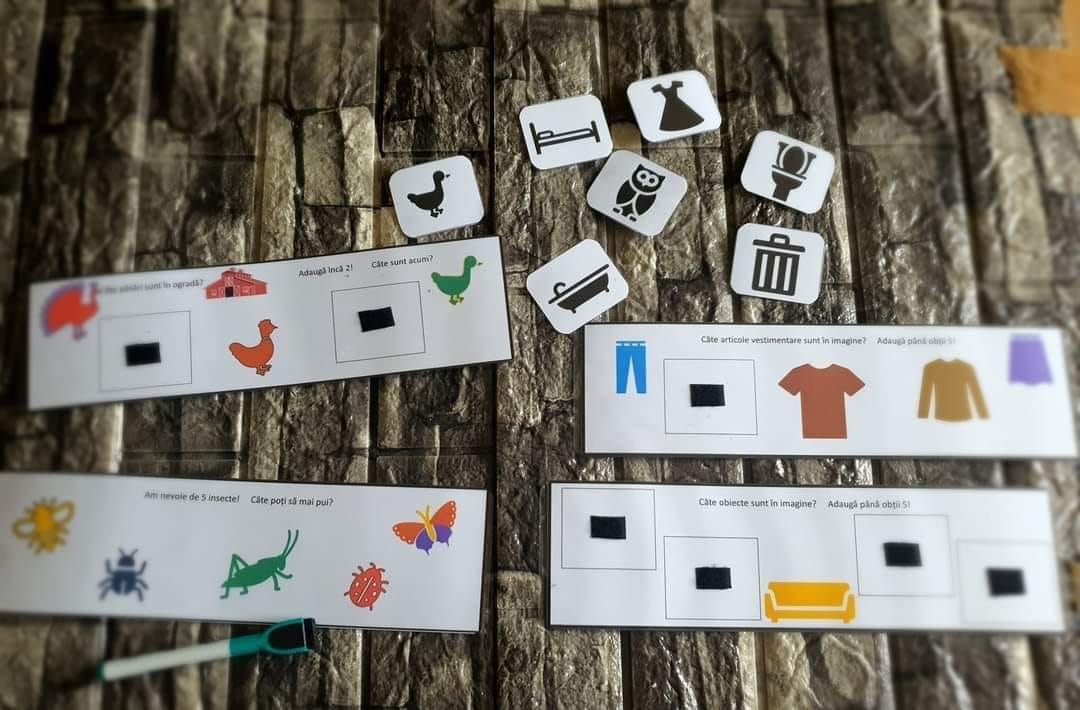 păsări sunt în ogradă?
Adaugă încă 2!
Câte sunt acum?
Câte articole vestimentare sunt în imagine? Adaugă până obții 5!
Am nevoie de 5 insecte! Câte poți să mai pui?
Câte obiecte sunt în imagine? Adaugă până obții 5!